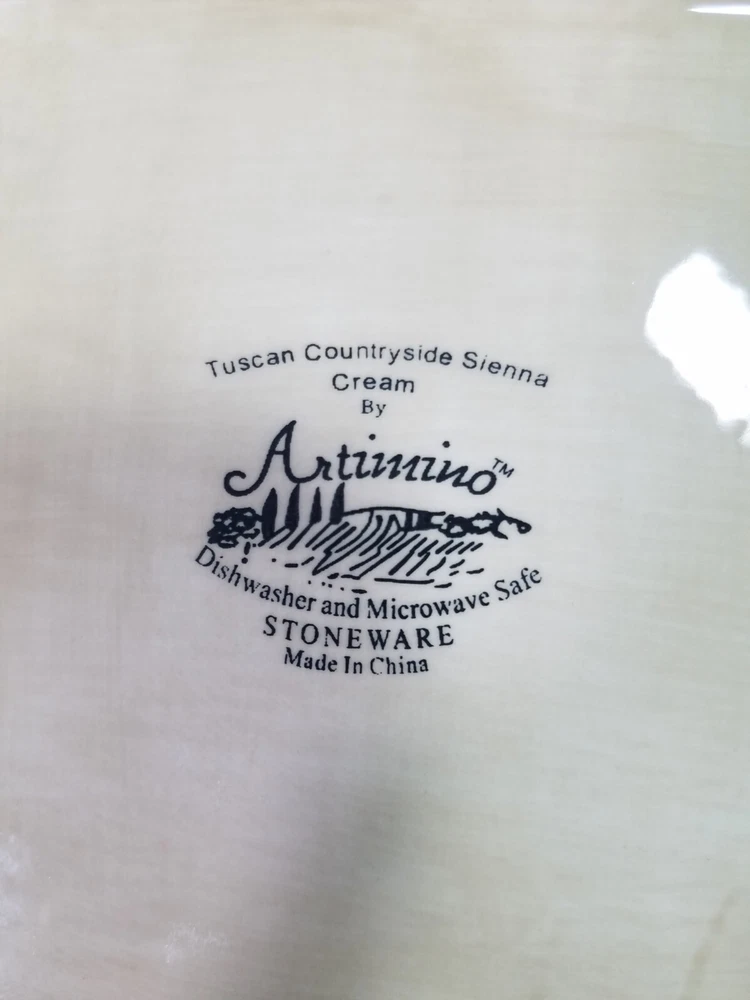 Tuscan Countryside Sienna
Cream
By
Artimino™
Dishwasher and Microwave Safe
STONEWARE
Made In China